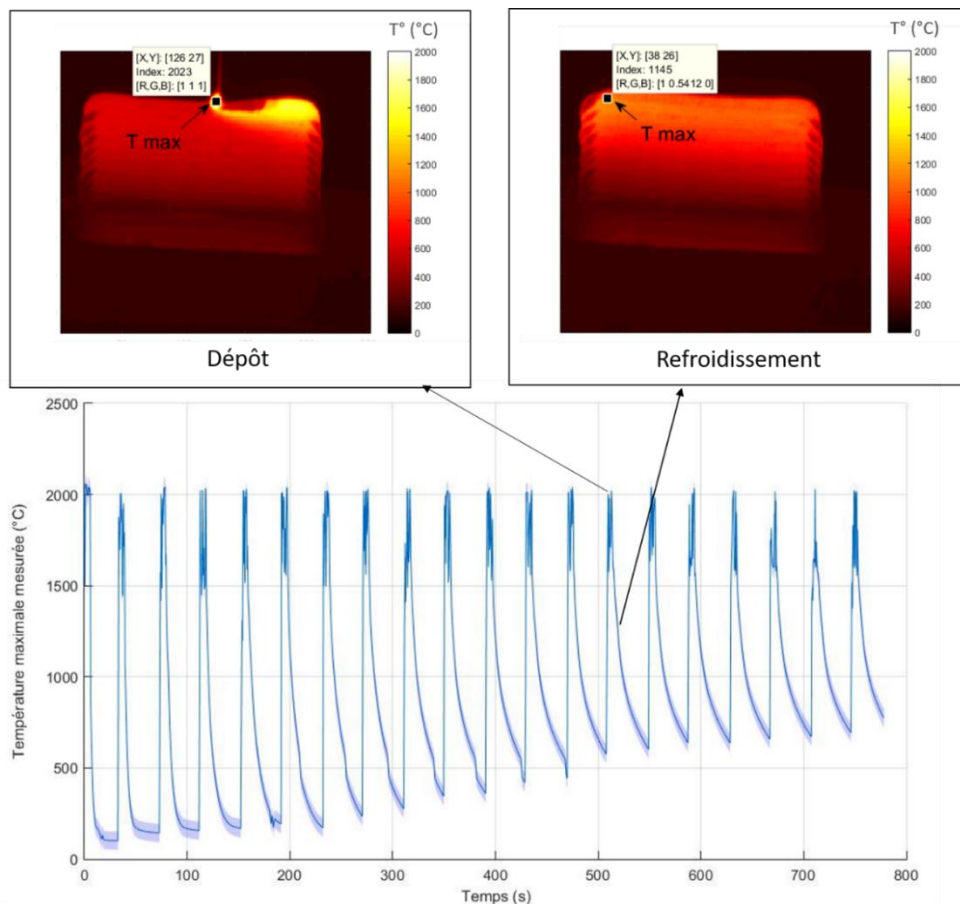 T° (°C)
[X,Y]: [126 27]
Index: 2023
[R,G,B]: [1 1 1]
T max
2000
1800
1600
1400
1200
1000
800
600
400
200
0
Dépôt
T° (°C)
[X,Y]: [38 26]
Index: 1145
[R,G,B]: [1 0.5412 0]
T max
2000
1800
1600
1400
1200
1000
800
600
400
200
0
Refroidissement
Température maximale mesurée (°C)
2500
2000
1500
1000
500
0
0
100
200
300
400
500
600
700
800
Temps (s)